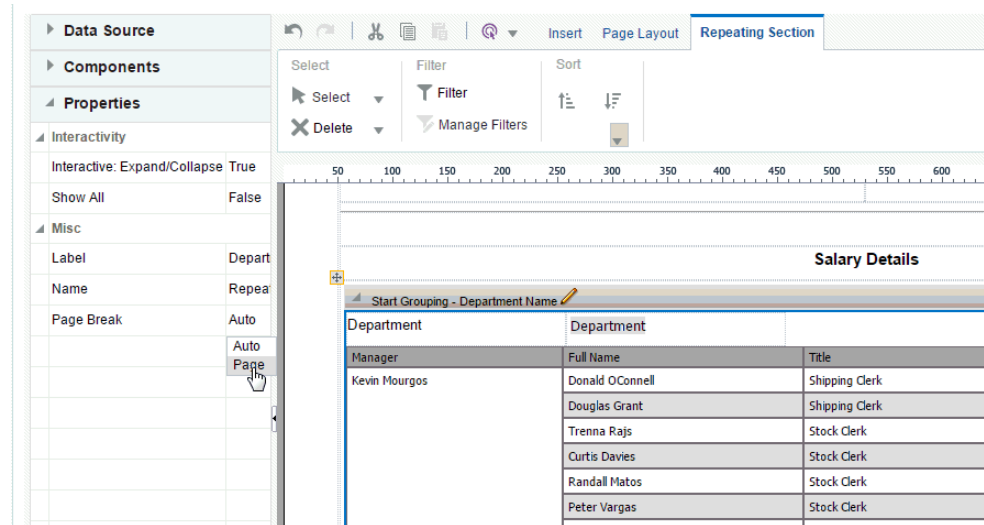 Data Source
Components
Properties
Interactivity
Interactive: Expand/Collapse True
Show All False
Misc
Label Depart
Name Repea
Page Break Auto
Auto
Page
Insert Page Layout Repeating Section
Select Filter Sort
Select Filter
Delete Manage Filters
50 100 150 200 250 300 350 400 450 500 550 600
Salary Details
Start Grouping - Department Name
Department Department
Manager Full Name Title
Kevin Mourgos Donald OConnell Shipping Clerk
Douglas Grant Shipping Clerk
Trenna Rajs Stock Clerk
Curtis Davies Stock Clerk
Randall Matos Stock Clerk
Peter Vargas Stock Clerk